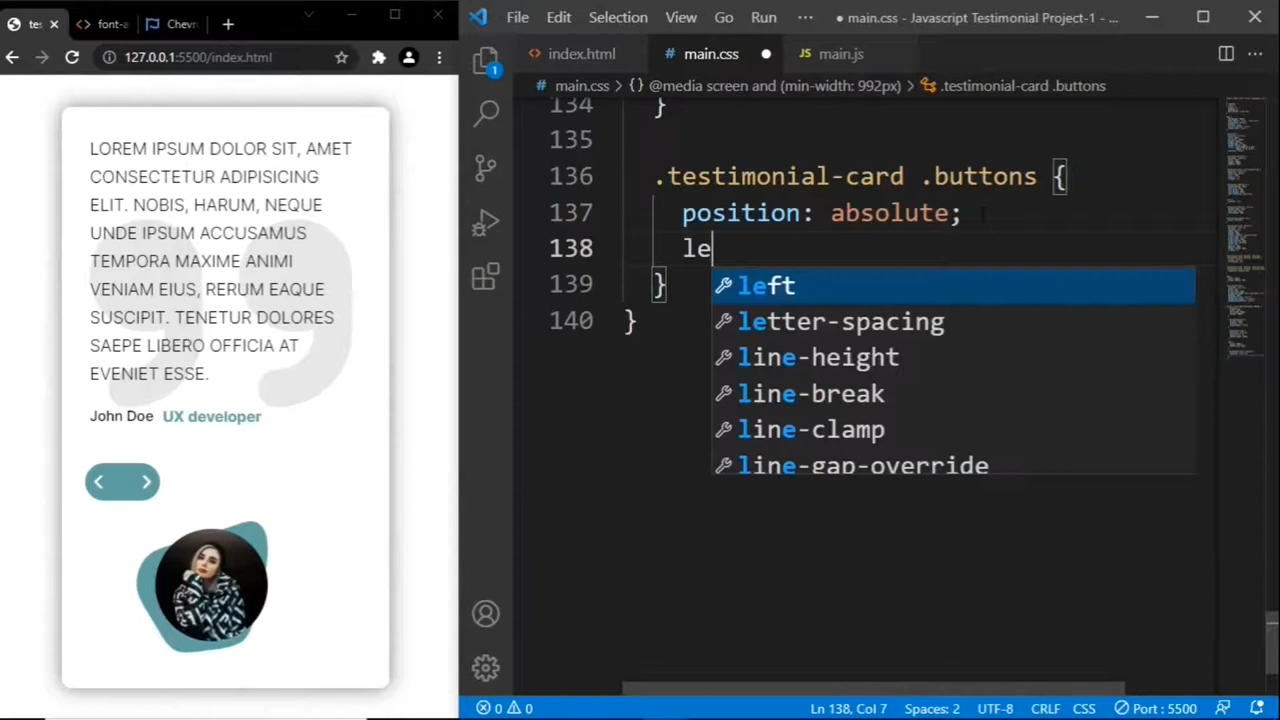 tes
font-a
Chevro
127.0.0.1:5500/index.html
LOREM IPSUM DOLOR SIT, AMET
CONSECTETUR ADIPISICING
ELIT. NOBIS, HARUM, NEQUE
UNDE IPSUM ACCUSAMUS
TEMPORA MAXIME ANIMI
VENIAM EIUS, RERUM EAQUE
SUSCIPIT. TENETUR DOLORES
SAEPE LIBERO OFFICIA AT
EVENIET ESSE.
John Doe UX developer
File Edit Selection View Go Run ··· ● main.css - Javascript Testimonial Project-1 - ...
<> index.html
# main.css ●
JS main.js
# main.css > {} @media screen and (min-width: 992px) > .testimonial-card .buttons
134 }
135
136 .testimonial-card .buttons {
137 position: absolute;
138 le
139 }
140 }
left
letter-spacing
line-height
line-break
line-clamp
line-gap-override
1
0 0 Ln 138, Col 7 Spaces: 2 UTF-8 CRLF CSS Port : 5500